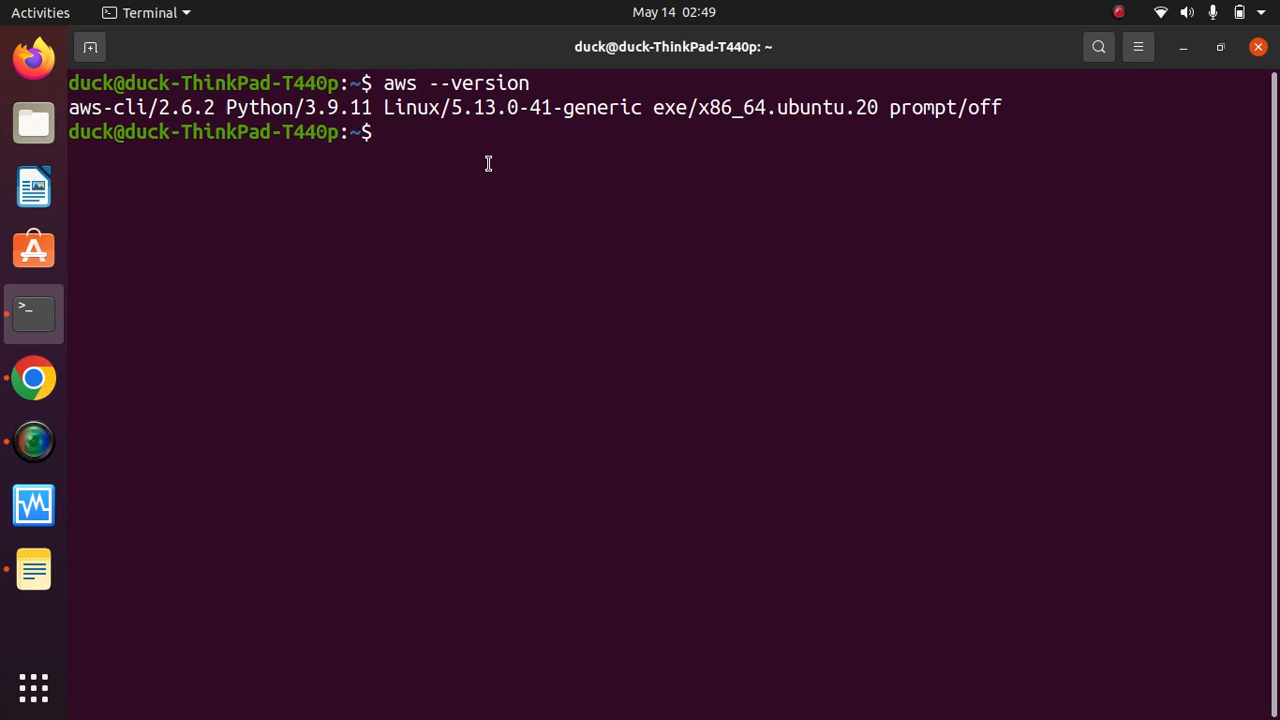 Activities Terminal May 14 02:49
duck@duck-ThinkPad-T440p: ~
duck@duck-ThinkPad-T440p:~$ aws --version
aws-cli/2.6.2 Python/3.9.11 Linux/5.13.0-41-generic exe/x86_64.ubuntu.20 prompt/off
duck@duck-ThinkPad-T440p:~$